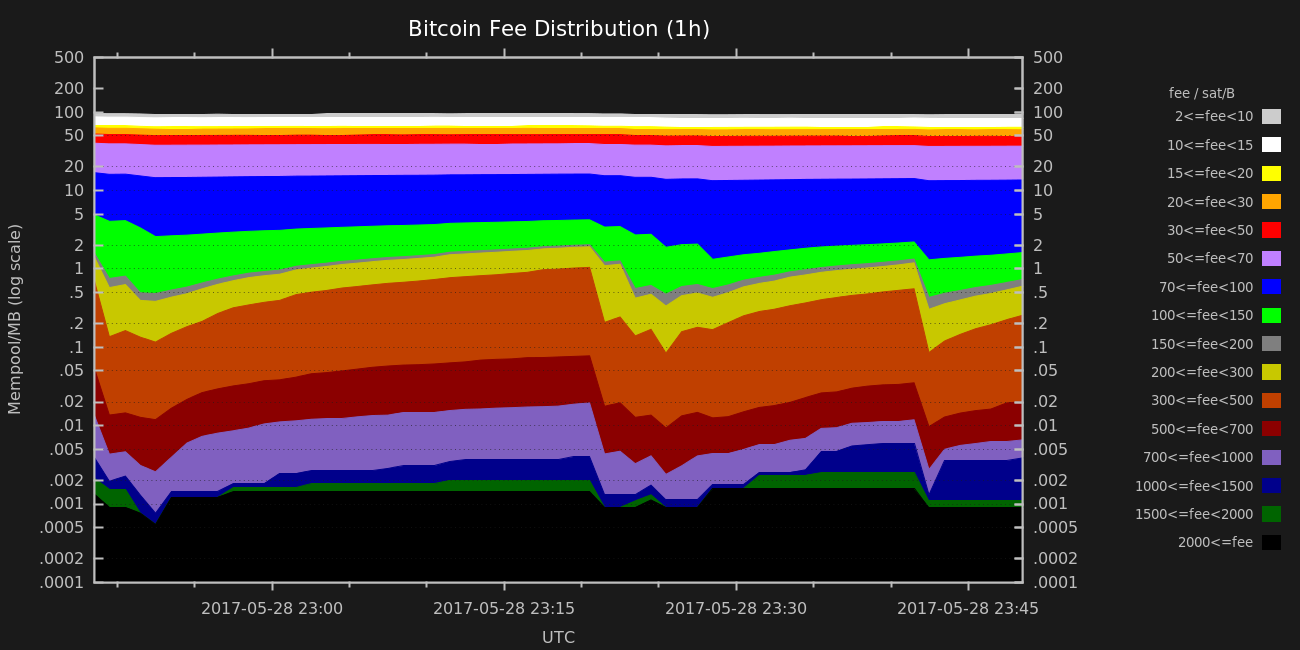 Bitcoin Fee Distribution (1h)
500
200
100
50
20
10
5
2
1
.5
.2
.1
.05
.02
.01
.005
.002
.001
.0005
.0002
.0001
Mempool/MB (log scale)
500
200
100
50
20
10
5
2
1
.5
.2
.1
.05
.02
.01
.005
.002
.001
.0005
.0002
.0001
2017-05-28 23:00
2017-05-28 23:15
2017-05-28 23:30
2017-05-28 23:45
UTC
fee / sat/B
2<=fee<10
10<=fee<15
15<=fee<20
20<=fee<30
30<=fee<50
50<=fee<70
70<=fee<100
100<=fee<150
150<=fee<200
200<=fee<300
300<=fee<500
500<=fee<700
700<=fee<1000
1000<=fee<1500
1500<=fee<2000
2000<=fee